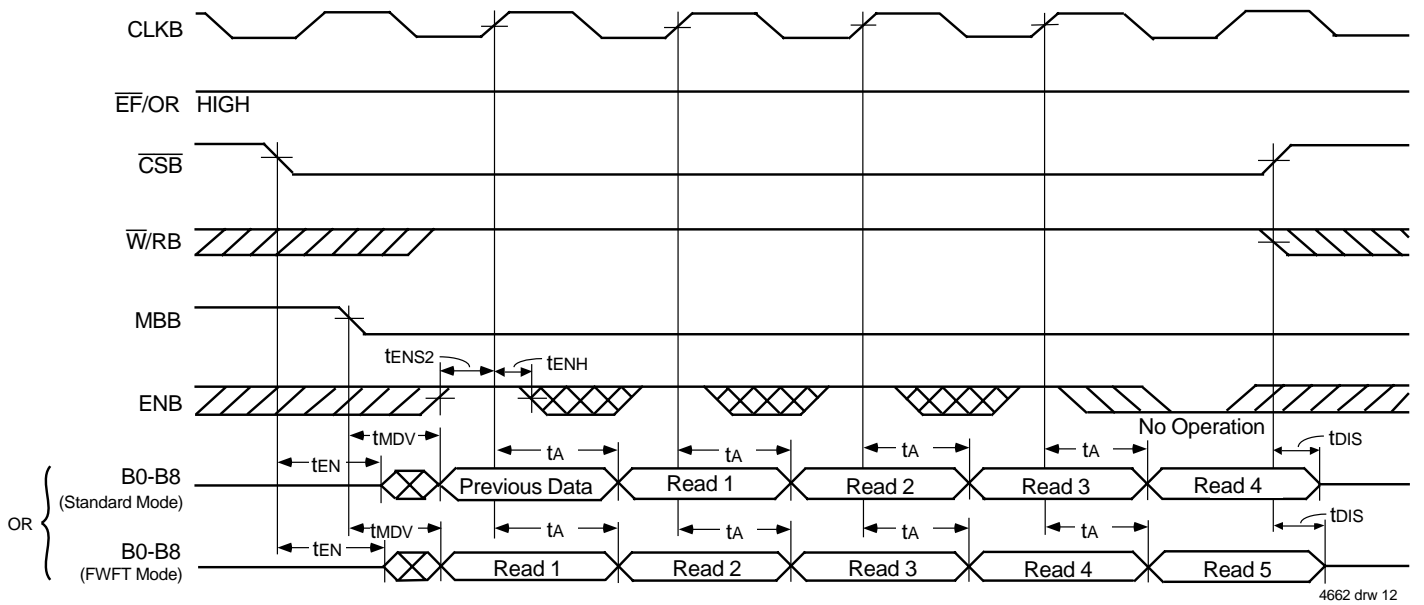 CLKB
EF/OR HIGH
CSB
W/RB
MBB
tENS2 tENH
ENB
No Operation
tMDV tA tA tA tA tDIS
tEN
B0-B8 Previous Data Read 1 Read 2 Read 3 Read 4
(Standard Mode)
OR
tMDV tA tA tA tA tDIS
tEN
B0-B8 Read 1 Read 2 Read 3 Read 4 Read 5
(FWFT Mode)
4662 drw 12